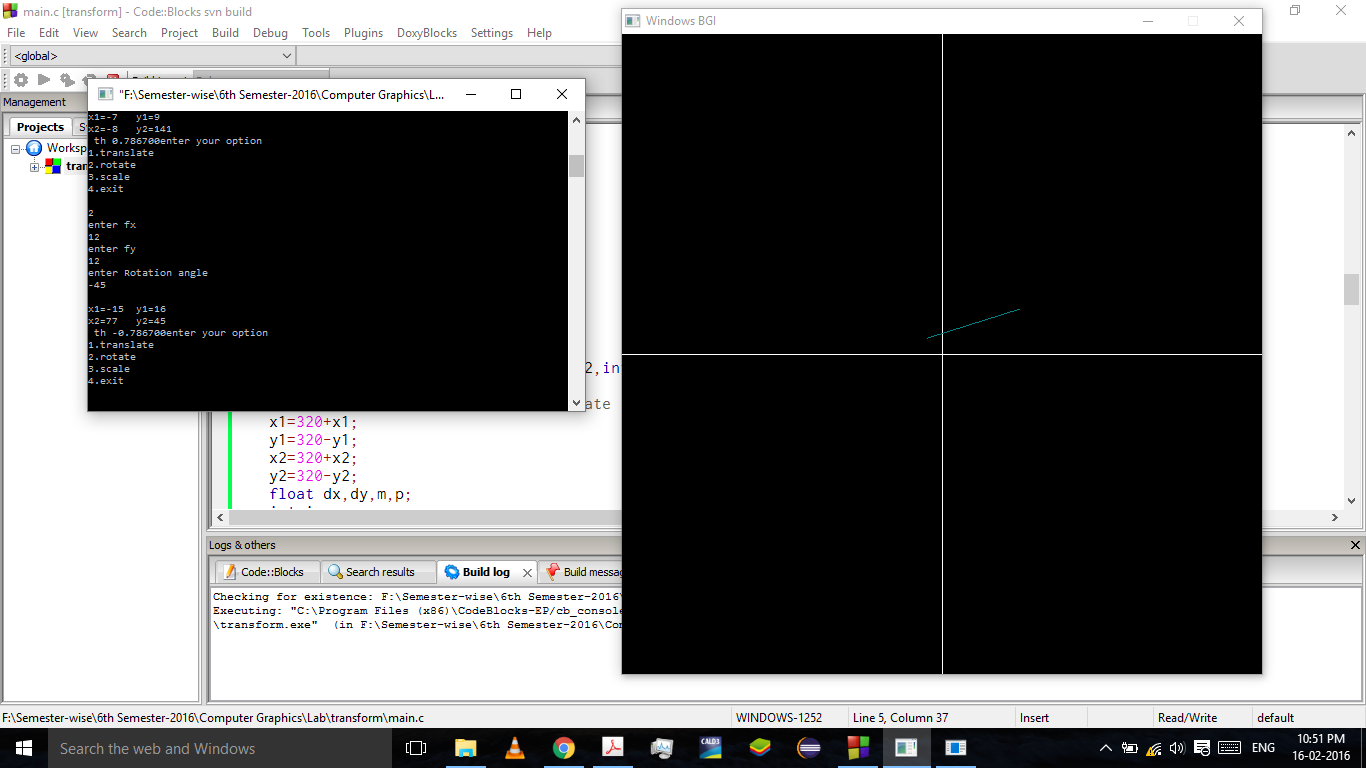 main.c [transform] - Code::Blocks svn build
File Edit View Search Project Build Debug Tools Plugins DoxyBlocks Settings Help
<global>
Management
Projects
Worksp
tran
"F:\Semester-wise\6th Semester-2016\Computer Graphics\L...
x1=-7 y1=9
x2=-8 y2=141
th 0.786700enter your option
1.translate
2.rotate
3.scale
4.exit
2
enter fx
12
enter fy
12
enter Rotation angle
-45
x1=-15 y1=16
x2=77 y2=45
th -0.786700enter your option
1.translate
2.rotate
3.scale
4.exit
Windows BGI
2,in
ate
x1=320+x1;
y1=320-y1;
x2=320+x2;
y2=320-y2;
float dx,dy,m,p;
Logs & others
Code::Blocks Search results Build log Build messag
Checking for existence: F:\Semester-wise\6th Semester-2016\
Executing: "C:\Program Files (x86)\CodeBlocks-EP/cb_console
\transform.exe" (in F:\Semester-wise\6th Semester-2016\Com
F:\Semester-wise\6th Semester-2016\Computer Graphics\Lab\transform\main.c WINDOWS-1252 Line 5, Column 37 Insert Read/Write default
Search the web and Windows
CALD3
ENG
10:51 PM
16-02-2016